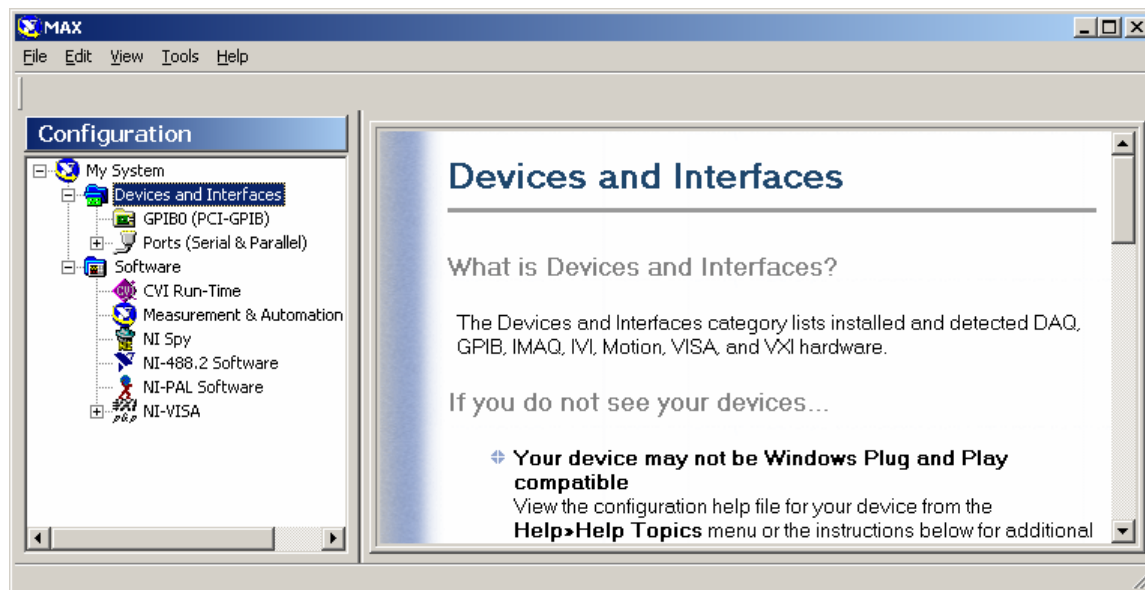 MAX
File Edit View Tools Help
Configuration
My System
Devices and Interfaces
GPIB0 (PCI-GPIB)
Ports (Serial & Parallel)
Software
CVI Run-Time
Measurement & Automation
NI Spy
NI-488.2 Software
NI-PAL Software
NI-VISA
Devices and Interfaces
What is Devices and Interfaces?
The Devices and Interfaces category lists installed and detected DAQ,
GPIB, IMAQ, IVI, Motion, VISA, and VXI hardware.
If you do not see your devices...
Your device may not be Windows Plug and Play
compatible
View the configuration help file for your device from the
Help»Help Topics menu or the instructions below for additional